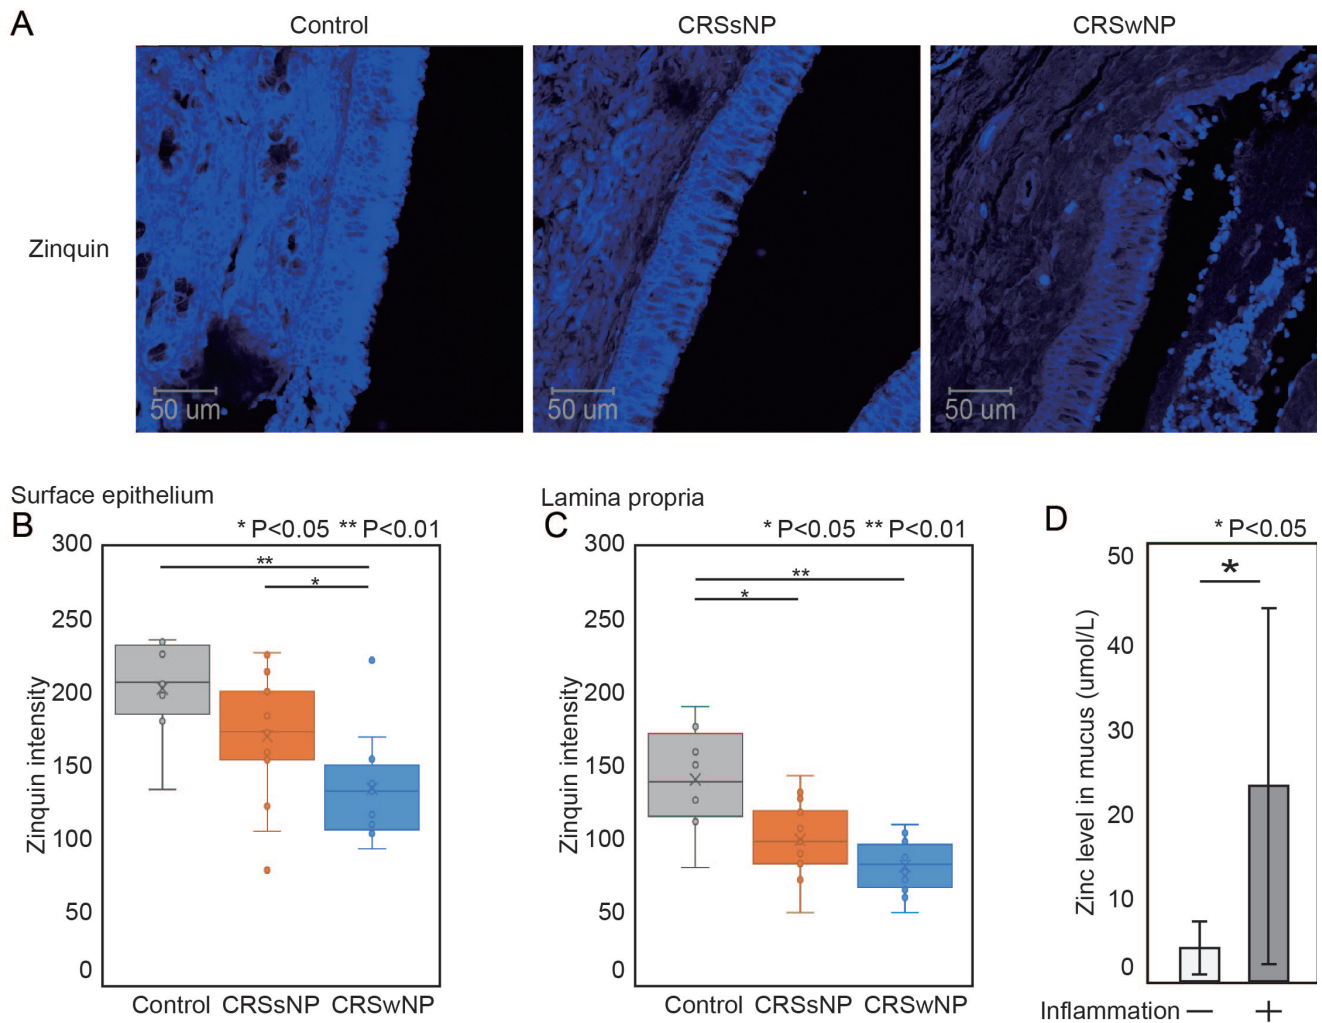 A
Control
CRSsNP
CRSwNP
Zinquin
50 um
50 um
50 um
Surface epithelium
B
* P<0.05 ** P<0.01
300
250
200
150
100
50
0
Zinquin intensity
**
*
Control CRSsNP CRSwNP
Lamina propria
C
* P<0.05 ** P<0.01
300
250
200
150
100
50
0
Zinquin intensity
**
*
Control CRSsNP CRSwNP
D
* P<0.05
50
40
30
20
10
0
Zinc level in mucus (umol/L)
*
Inflammation − +